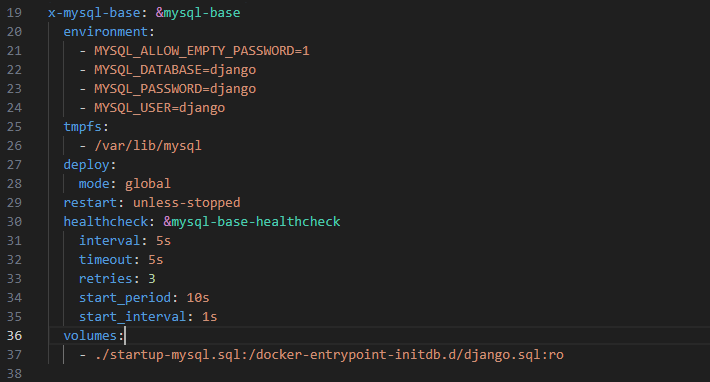 19 x-mysql-base: &mysql-base
20   environment:
21     - MYSQL_ALLOW_EMPTY_PASSWORD=1
22     - MYSQL_DATABASE=django
23     - MYSQL_PASSWORD=django
24     - MYSQL_USER=django
25   tmpfs:
26     - /var/lib/mysql
27   deploy:
28     mode: global
29   restart: unless-stopped
30   healthcheck: &mysql-base-healthcheck
31     interval: 5s
32     timeout: 5s
33     retries: 3
34     start_period: 10s
35     start_interval: 1s
36   volumes:
37     - ./startup-mysql.sql:/docker-entrypoint-initdb.d/django.sql:ro
38